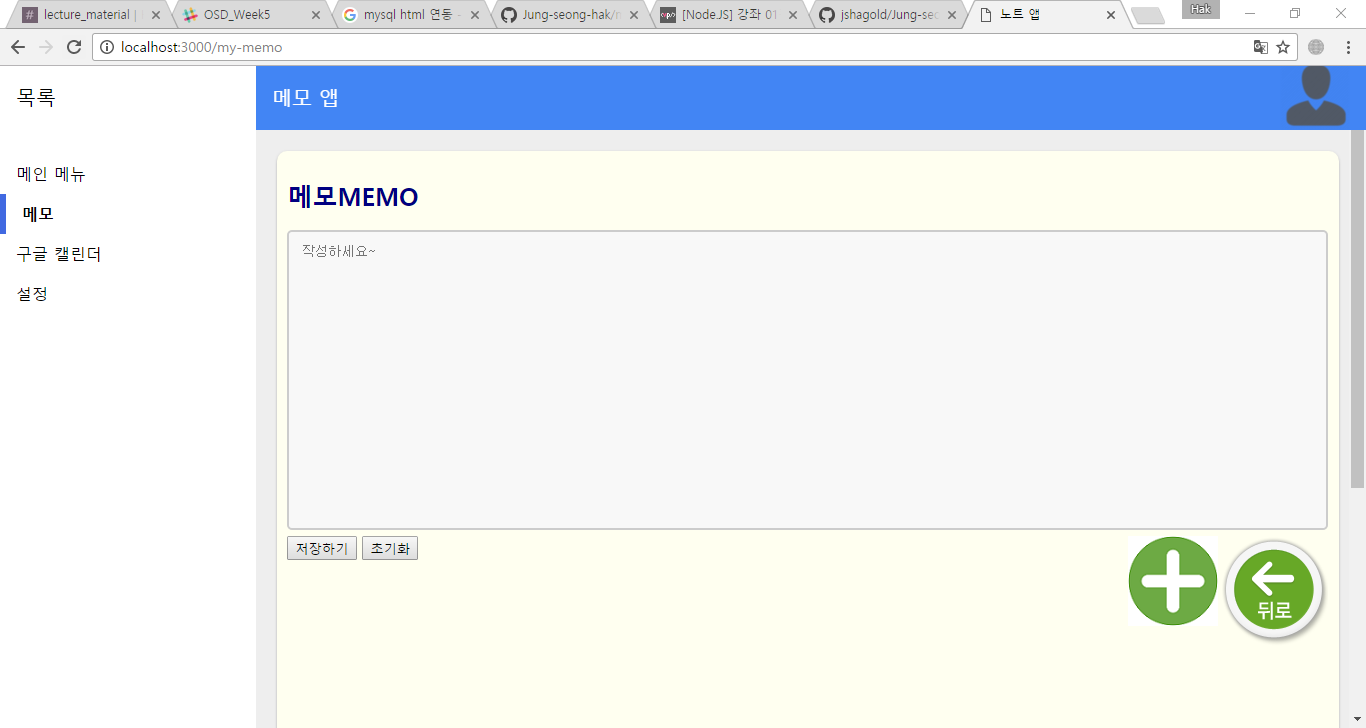 lecture_material |
OSD_Week5
mysql html 연동 -
Jung-seong-hak/
[NodeJS] 강좌 01
jshagold/Jung-seo
노트 앱
Hak
localhost:3000/my-memo
목록
메모 앱
메인 메뉴
메모
구글 캘린더
설정
메모MEMO
작성하세요~
저장하기
초기화
뒤로